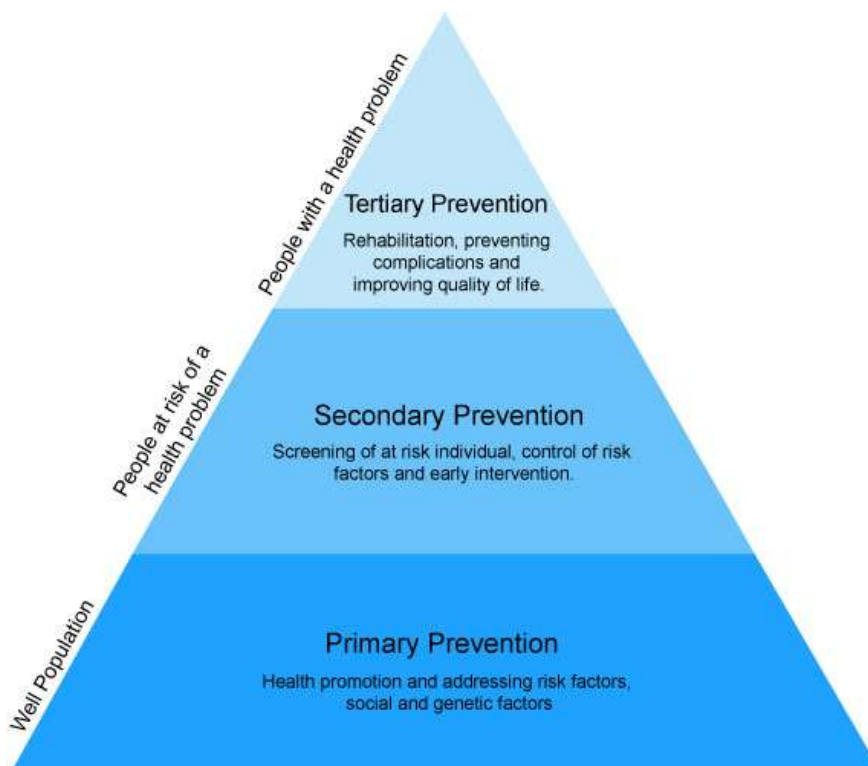 People with a health problem
Tertiary Prevention
Rehabilitation, preventing
complications and
improving quality of life.
People at risk of a
health problem
Secondary Prevention
Screening of at risk individual, control of risk
factors and early intervention.
Well Population
Primary Prevention
Health promotion and addressing risk factors,
social and genetic factors